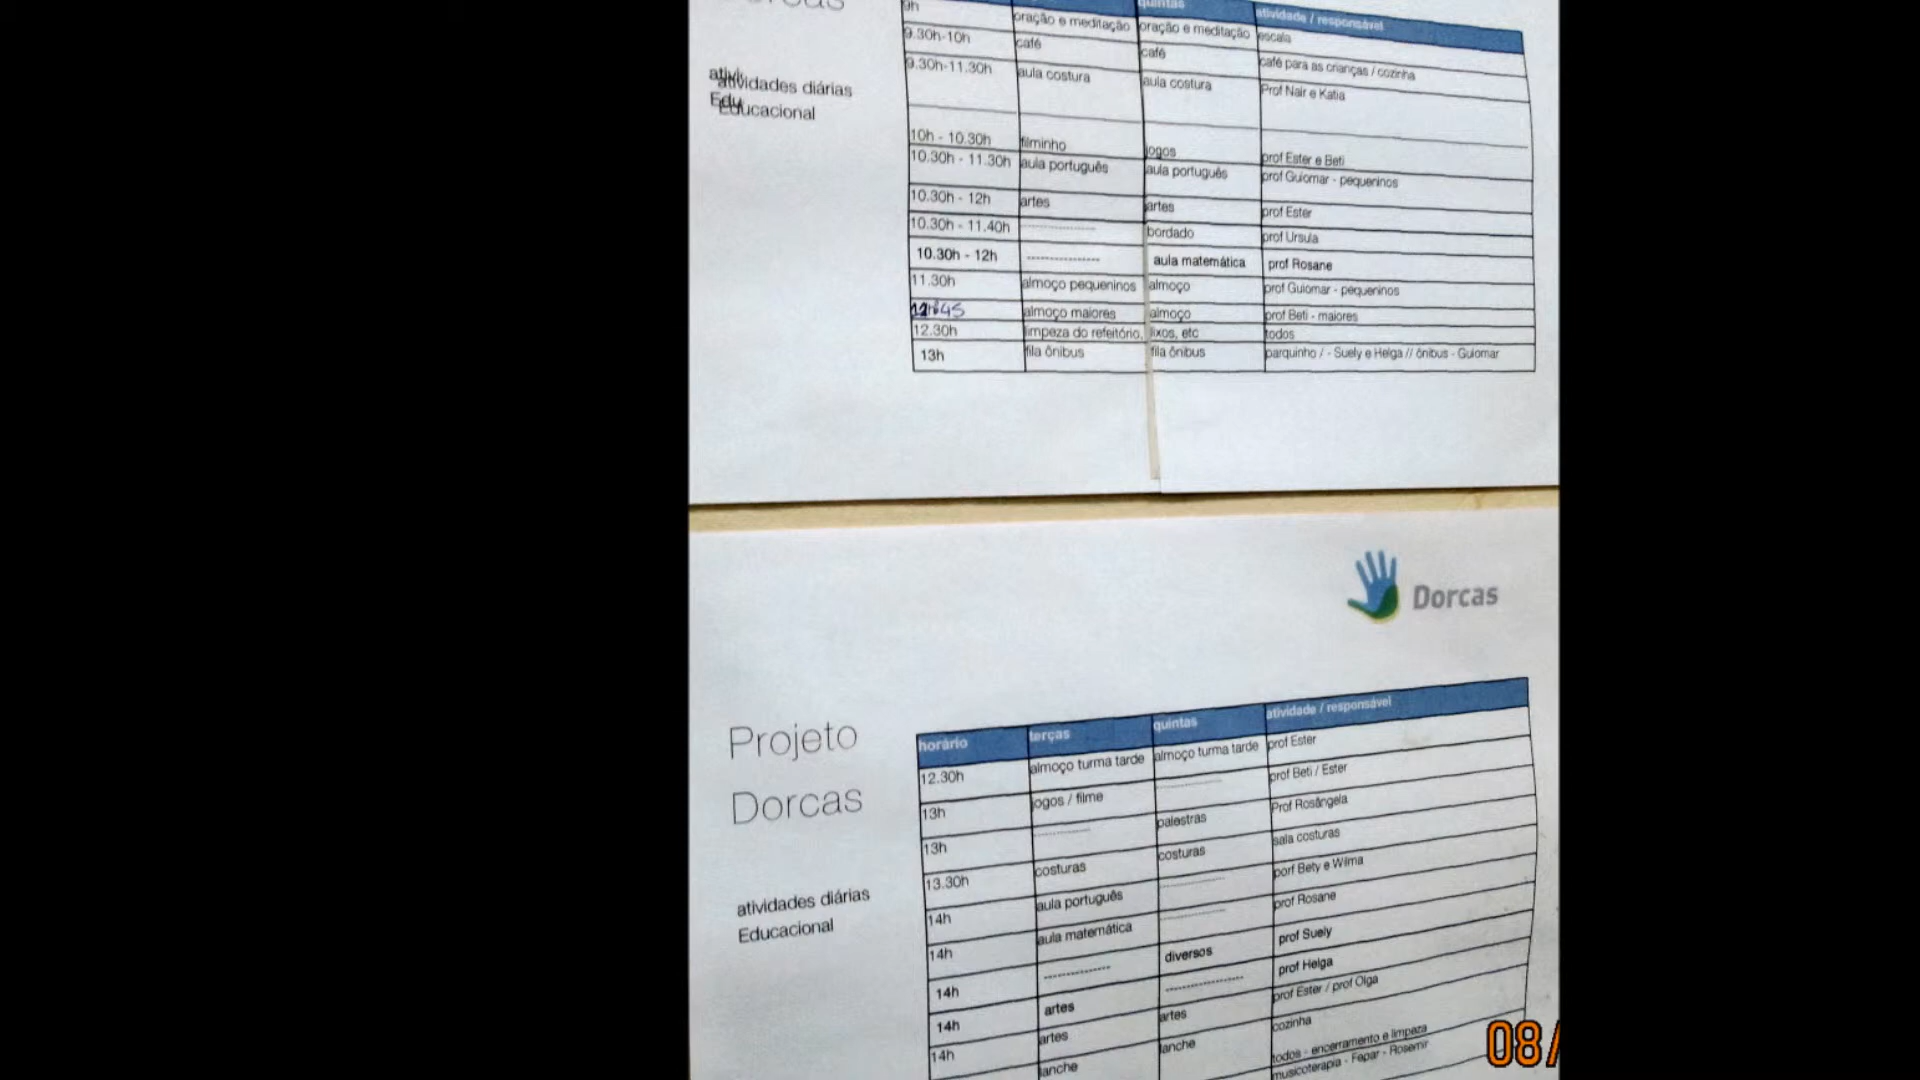 Dorcas
quintas atividade / responsável
9h oração e meditação oração e meditação escala
9.30h-10h café café café para as crianças / cozinha
9.30h-11.30h aula costura aula costura Prof Nair e Katia
atividades diárias
Educacional
10h - 10.30h filminho jogos prof Ester e Beti
10.30h - 11.30h aula português aula português prof Guiomar - pequeninos
10.30h - 12h artes artes prof Ester
10.30h - 11.40h ---------------- bordado prof Ursula
10.30h - 12h ---------------- aula matemática prof Rosane
11.30h almoço pequeninos almoço prof Guiomar - pequeninos
almoço maiores almoço prof Beti - maiores
12.30h limpeza do refeitório, lixos, etc todos
13h fila ônibus fila ônibus parquinho / - Suely e Helga // ônibus - Guiomar
Dorcas
Projeto
Dorcas
atividades diárias
Educacional
horário terças quintas atividade / responsável
12.30h almoço turma tarde almoço turma tarde prof Ester
13h jogos / filme ---------------- prof Beti / Ester
13h ---------------- palestras Prof Rosângela
13.30h costuras costuras sala costuras
14h aula português ---------------- porf Bety e Wilma
14h aula matemática ---------------- prof Rosane
14h ---------------- diversos prof Suely
14h artes ---------------- prof Helga
14h artes artes prof Ester / prof Olga
lanche lanche cozinha
todos - encerramento e limpeza
musicoterapia - Fepar - Rosemir
08/